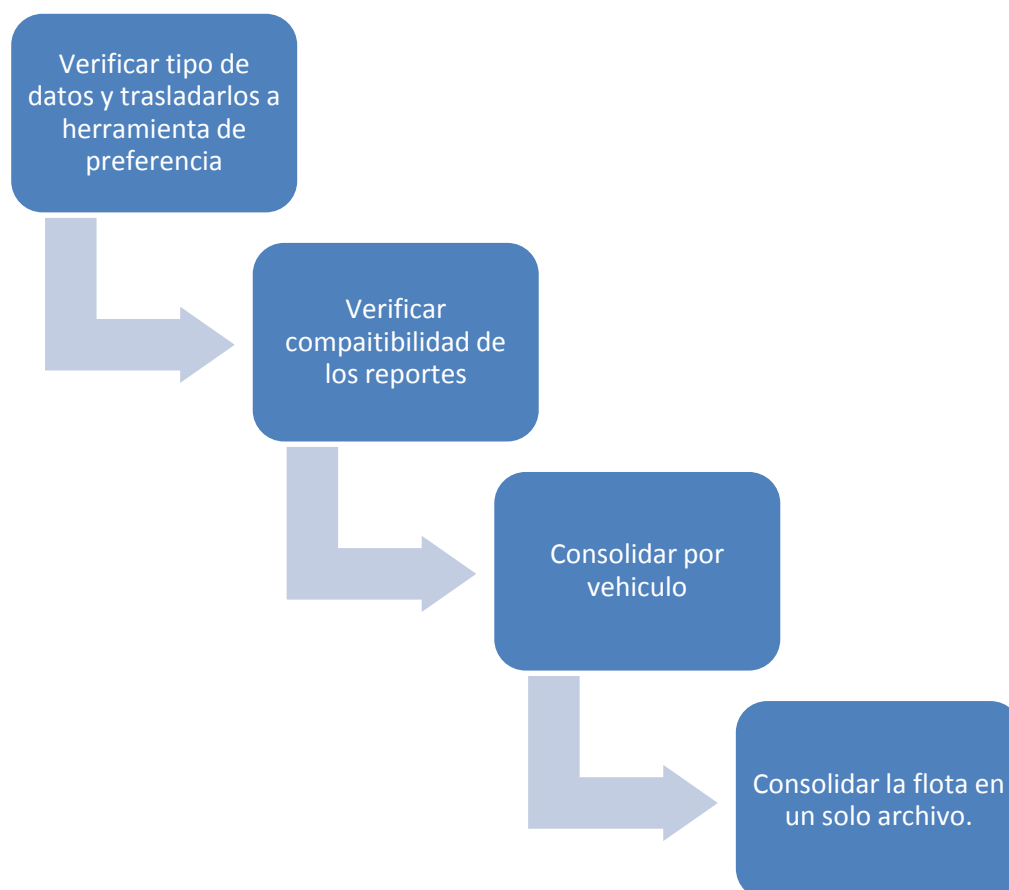 Verificar tipo de
datos y trasladarlos a
herramienta de
preferencia
Verificar
compaitibilidad de
los reportes
Consolidar por
vehiculo
Consolidar la flota en
un solo archivo.